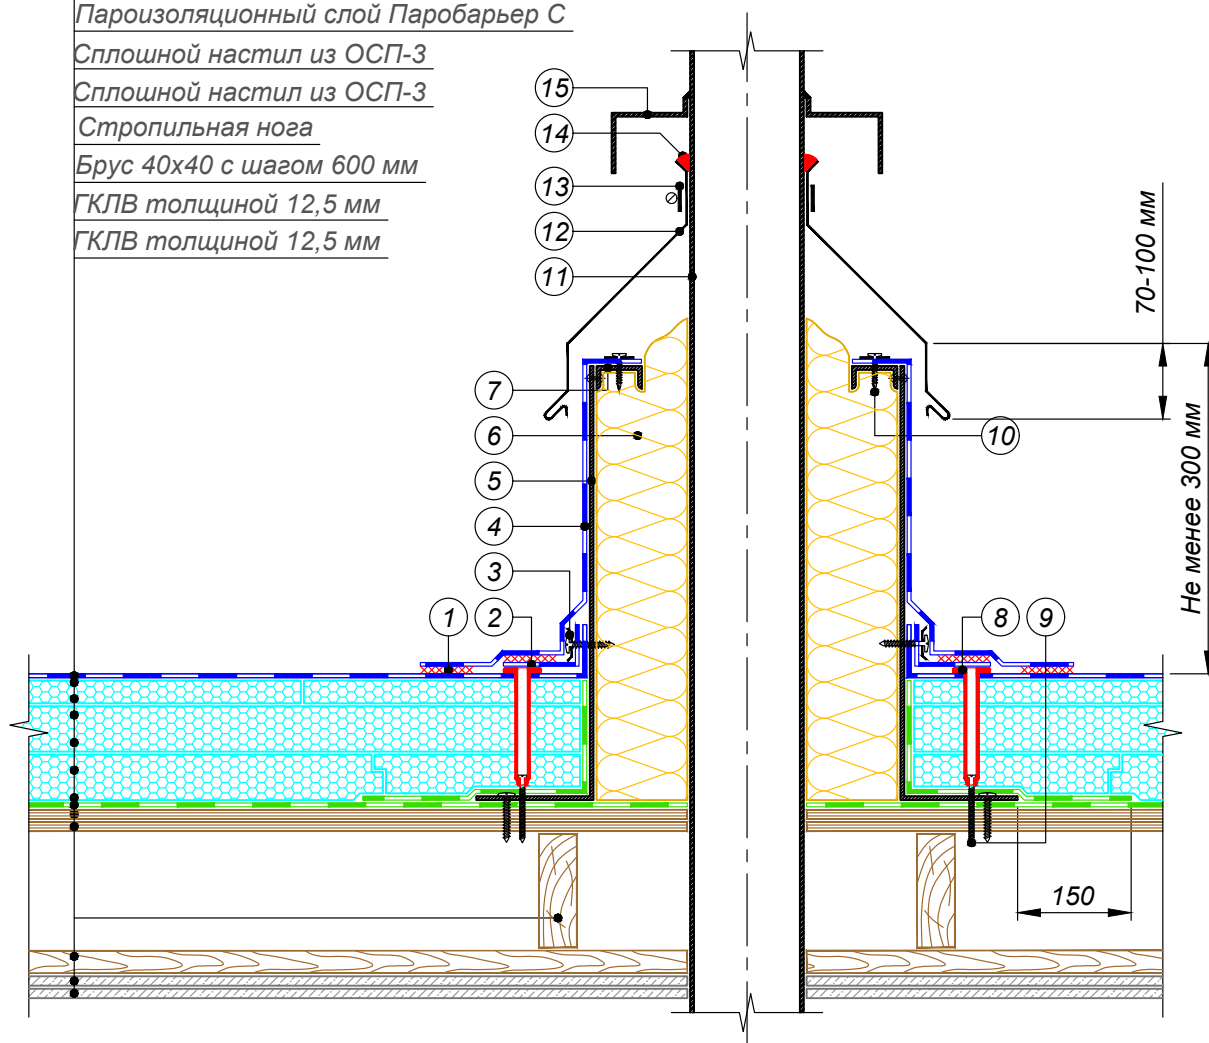 Пароизоляционный слой Паробарьер С
Сплошной настил из ОСП-3
Сплошной настил из ОСП-3
Стропильная нога
Брус 40x40 с шагом 600 мм
ГКЛВ толщиной 12,5 мм
ГКЛВ толщиной 12,5 мм
15
14
13
12
11
70-100 мм
7
6
10
5
Не менее 300 мм
4
3
1
2
8
9
150